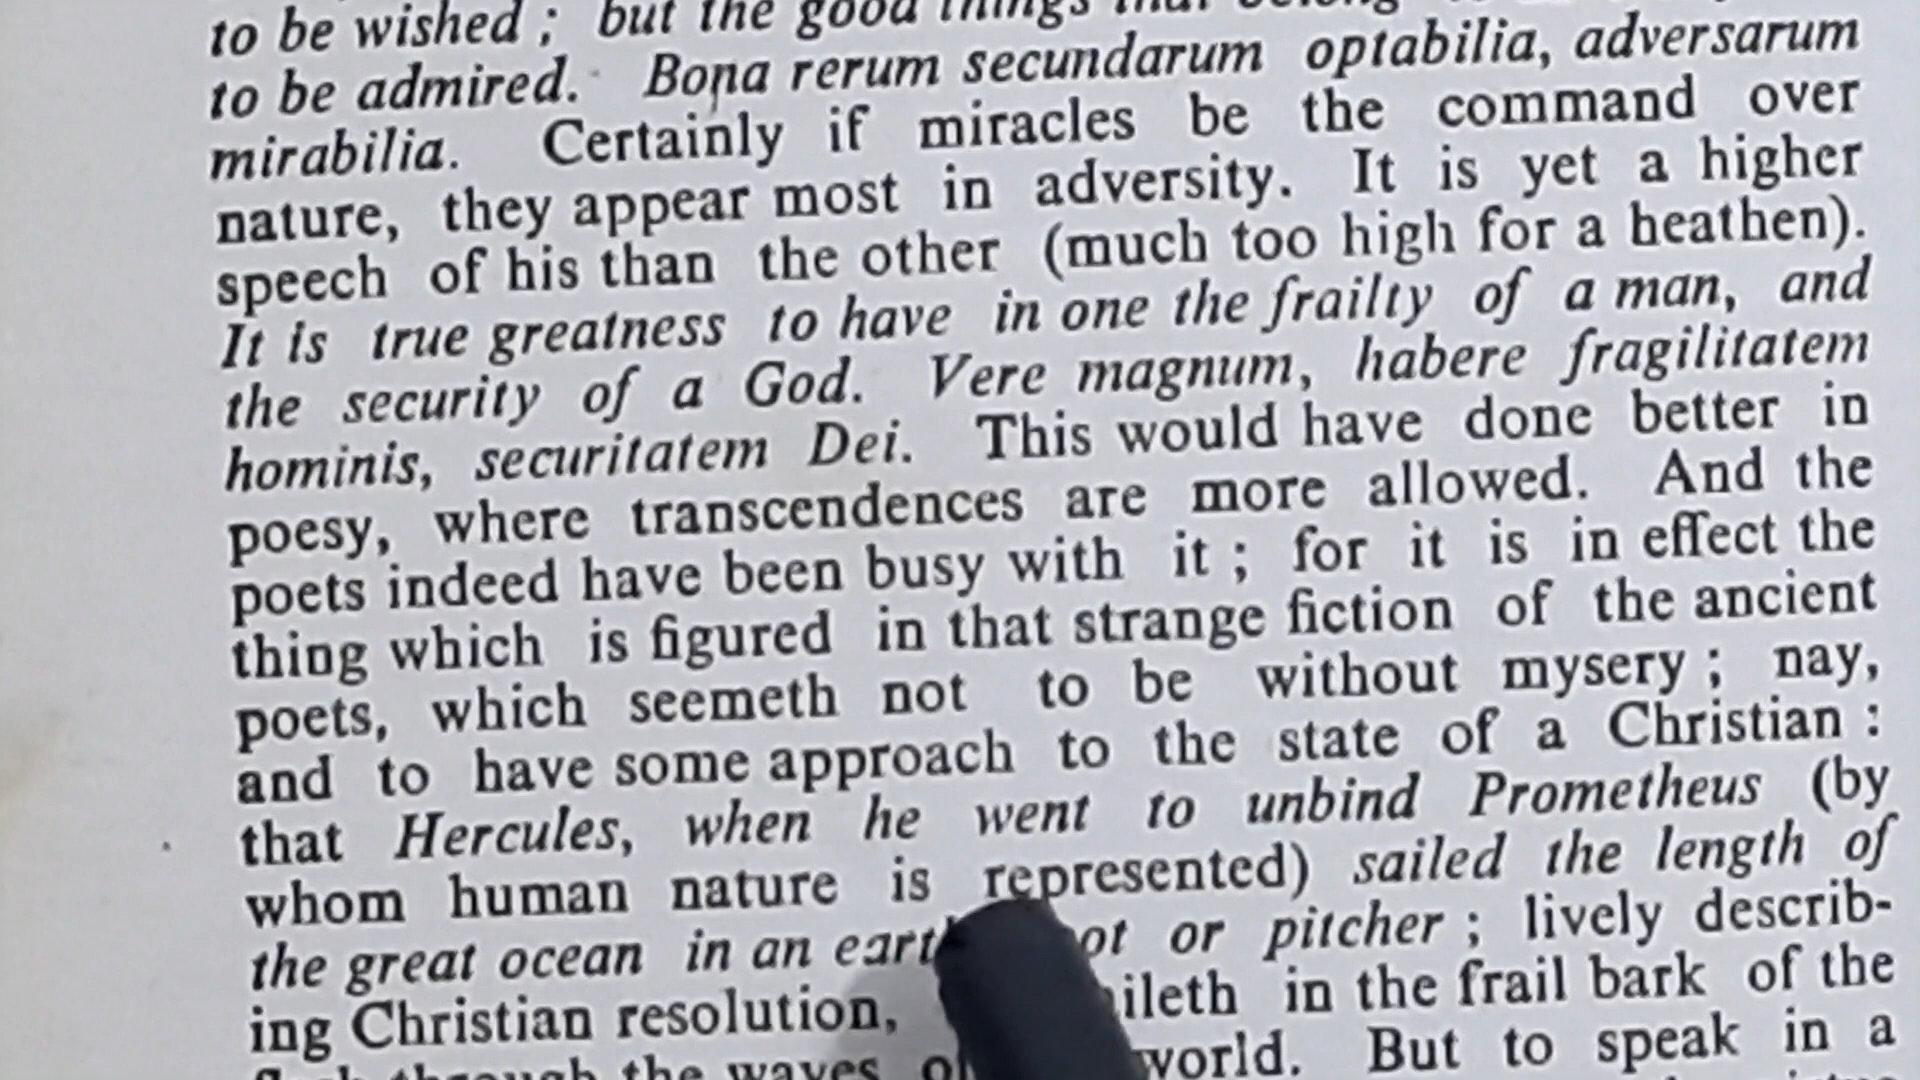 to be wished ; but the good things that belong
to be admired. Bona rerum secundarum optabilia, adversarum
mirabilia. Certainly if miracles be the command over
nature, they appear most in adversity. It is yet a higher
speech of his than the other (much too high for a heathen).
It is true greatness to have in one the frailty of a man, and
the security of a God. Vere magnum, habere fragilitatem
hominis, securitatem Dei. This would have done better in
poesy, where transcendences are more allowed. And the
poets indeed have been busy with it ; for it is in effect the
thing which is figured in that strange fiction of the ancient
poets, which seemeth not to be without mysery ; nay,
and to have some approach to the state of a Christian :
that Hercules, when he went to unbind Prometheus (by
whom human nature is represented) sailed the length of
the great ocean in an or pitcher ; lively describ-
ing Christian resolution, in the frail bark of the
through the waves world. But to speak in a